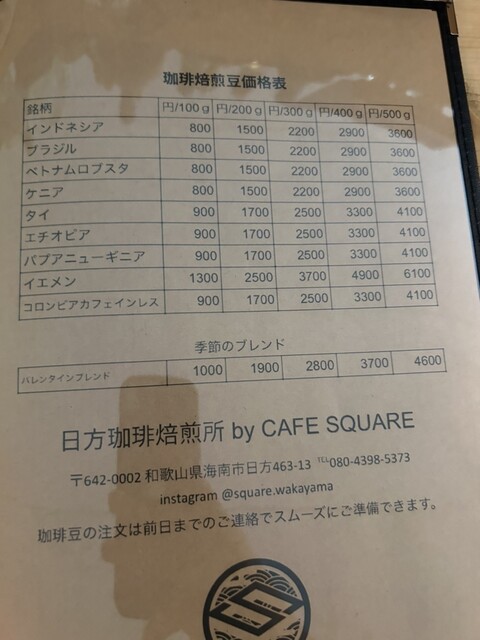 珈琲焙煎豆価格表
銘柄 円/100g 円/200g 円/300g 円/400g 円/500g
インドネシア 800 1500 2200 2900 3600
ブラジル 800 1500 2200 2900 3600
ベトナムロブスタ 800 1500 2200 2900 3600
ケニア 800 1500 2200 2900 3600
タイ 900 1700 2500 3300 4100
エチオピア 900 1700 2500 3300 4100
パプアニューギニア 900 1700 2500 3300 4100
イエメン 1300 2500 3700 4900 6100
コロンビアカフェインレス 900 1700 2500 3300 4100
季節のブレンド
バレンタインブレンド 1000 1900 2800 3700 4600
日方珈琲焙煎所 by CAFE SQUARE
〒642-0002 和歌山県海南市日方463-13 ℡080-4398-5373
instagram @square.wakayama
珈琲豆の注文は前日までのご連絡でスムーズにご準備できます。